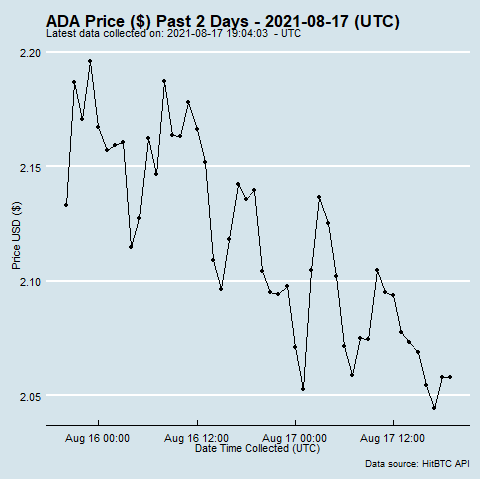 ADA Price ($) Past 2 Days - 2021-08-17 (UTC)
Latest data collected on: 2021-08-17 19:04:03 - UTC
2.20
2.15
2.10
2.05
Price USD ($)
Aug 16 00:00 Aug 16 12:00 Aug 17 00:00 Aug 17 12:00
Date Time Collected (UTC)
Data source: HitBTC API